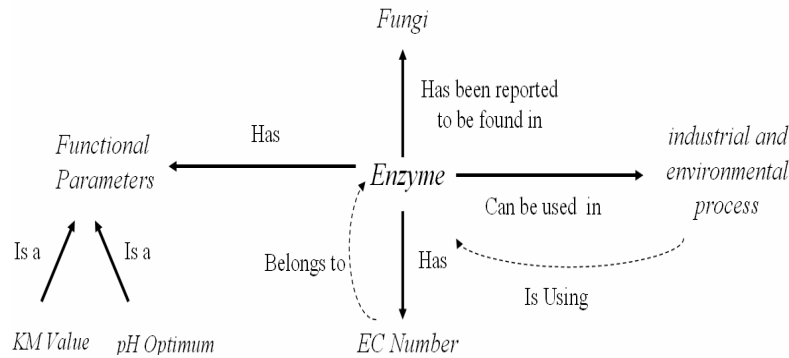 Fungi
Has been reported
to be found in
Has
Functional
Parameters
Enzyme
industrial and
environmental
process
Can be used in
Is a
Is a
Belongs to
Has
Is Using
KM Value
pH Optimum
EC Number